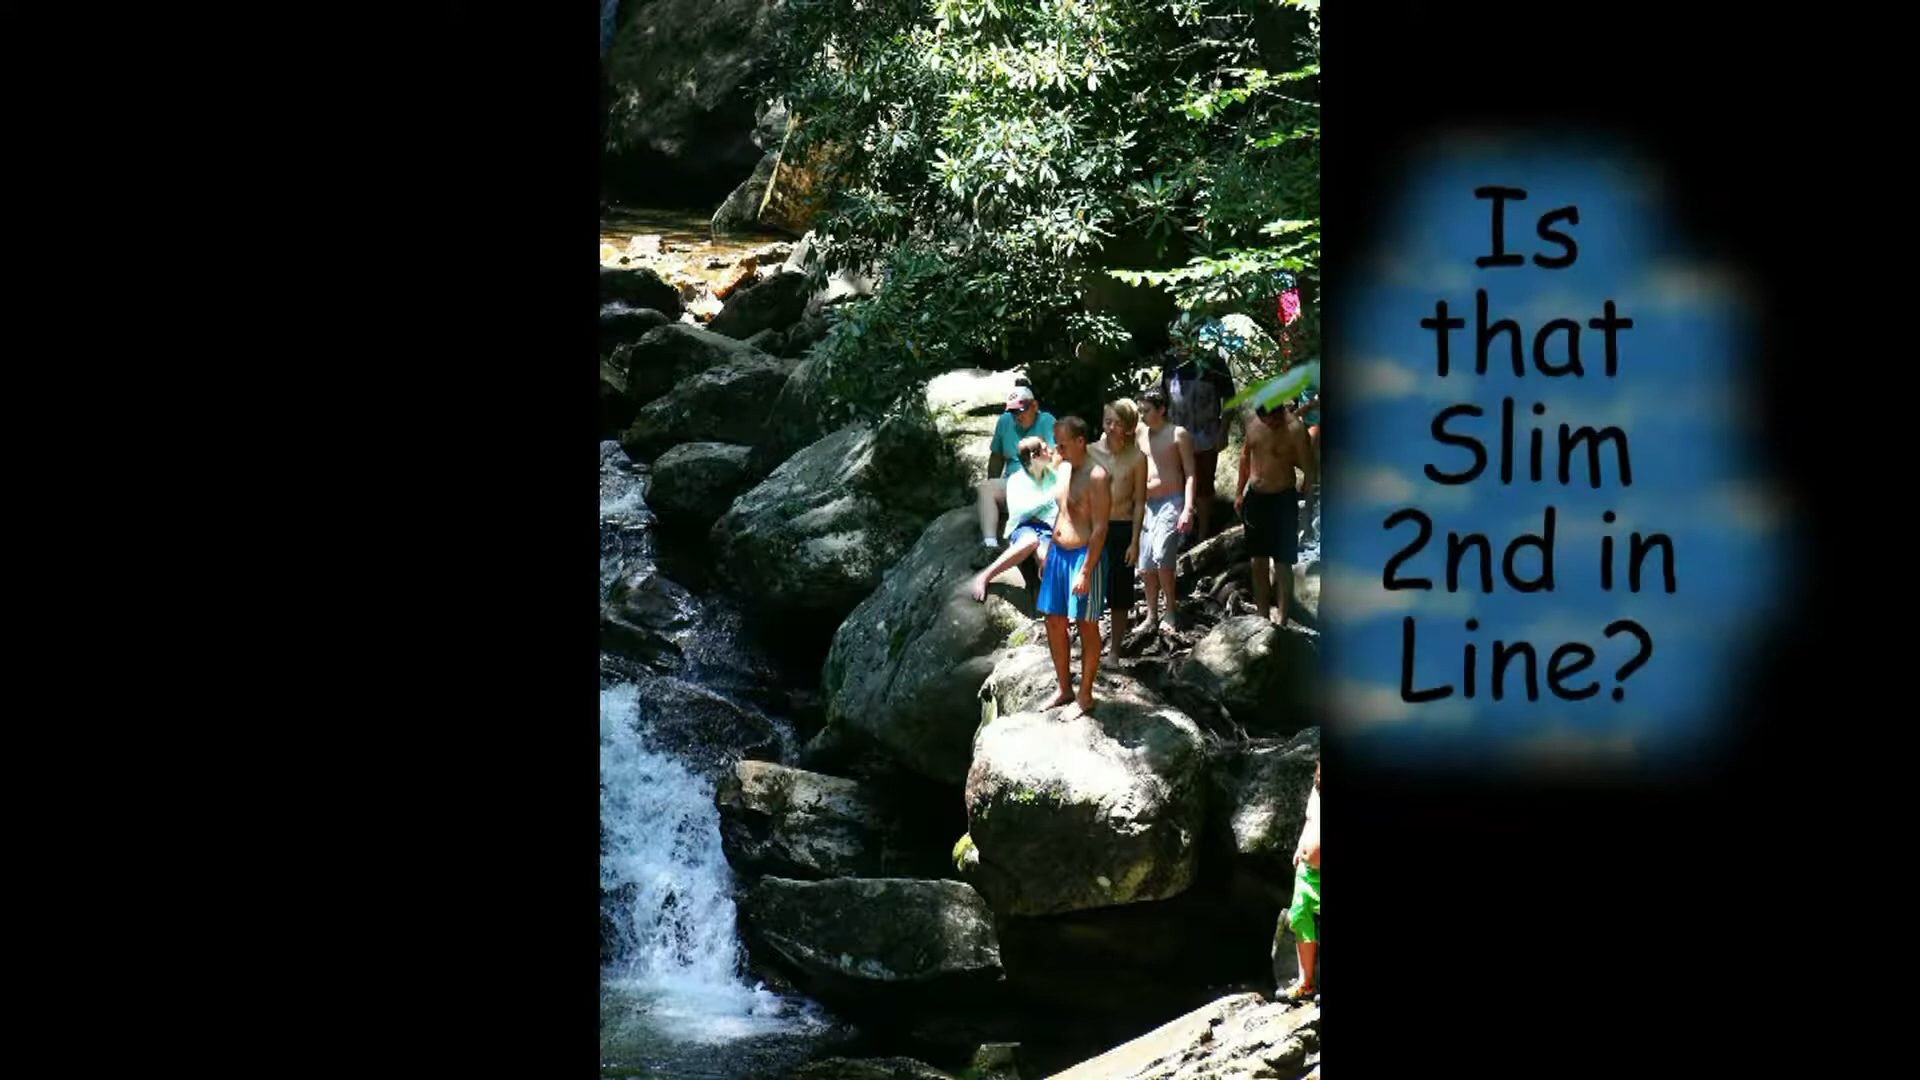 Is
that
Slim
2nd in
Line?